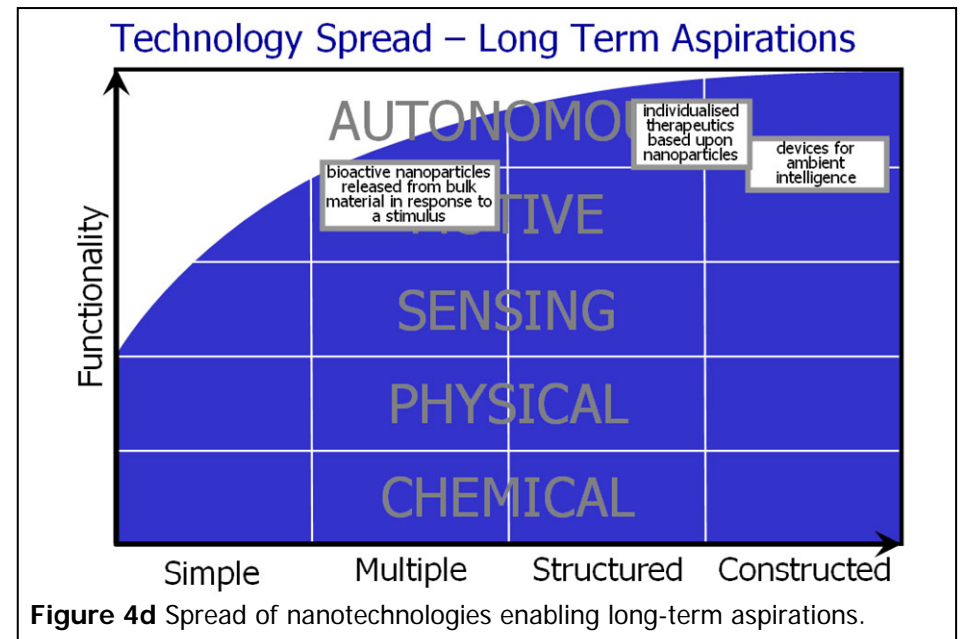 Technology Spread – Long Term Aspirations
Functionality
AUTONOMOU
individualised
therapeutics
based upon
nanoparticles
devices for
ambient
intelligence
bioactive nanoparticles
released from bulk
material in response to
a stimulus
TIVE
SENSING
PHYSICAL
CHEMICAL
Simple Multiple Structured Constructed
Figure 4d Spread of nanotechnologies enabling long-term aspirations.